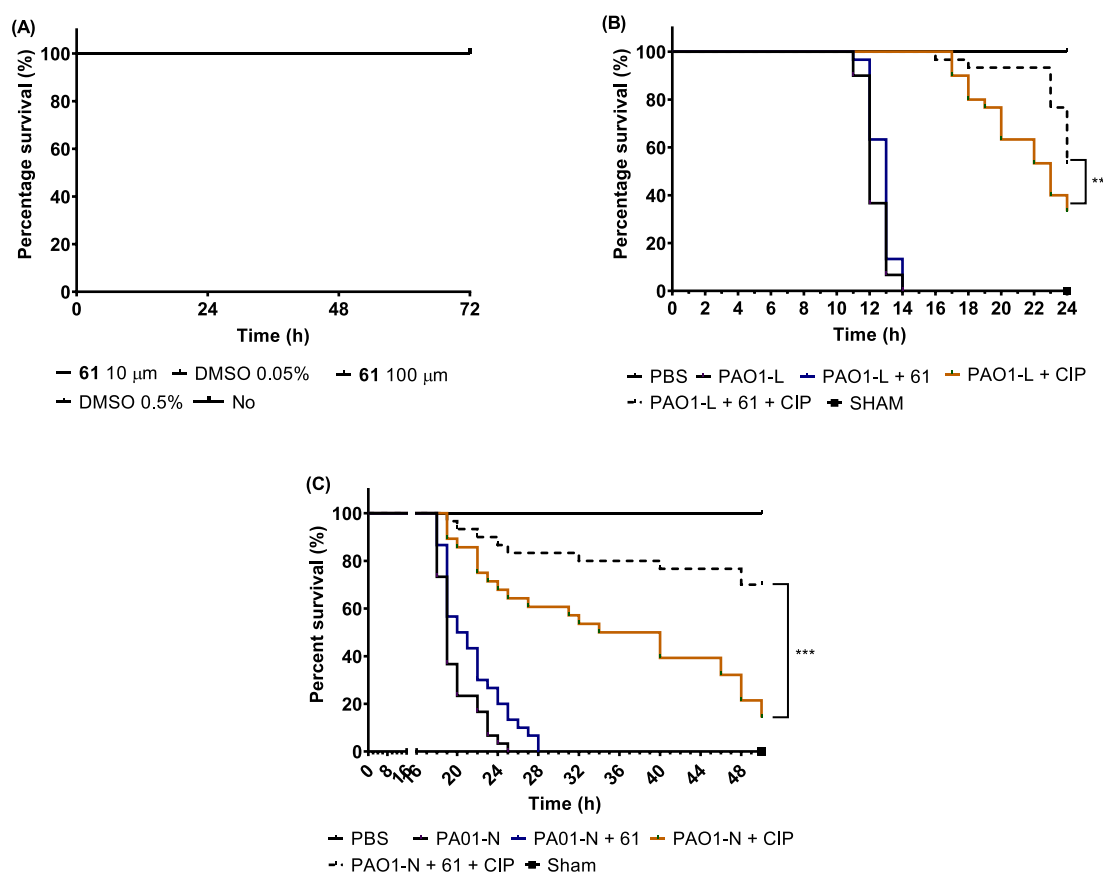 (A)
Percentage survival (%)
100
80
60
40
20
0
0 24 48 72
Time (h)
61 10 μm DMSO 0.05% 61 100 μm
DMSO 0.5% No
(B)
Percentage survival (%)
100
80
60
40
20
0
0 2 4 6 8 10 12 14 16 18 20 22 24
**
Time (h)
PBS PAO1-L PAO1-L + 61 PAO1-L + CIP
PAO1-L + 61 + CIP SHAM
(C)
Percent survival (%)
100
80
60
40
20
0
0 8 16 16 20 24 28 32 36 40 44 48
***
Time (h)
PBS PA01-N PA01-N + 61 PAO1-N + CIP
PAO1-N + 61 + CIP Sham